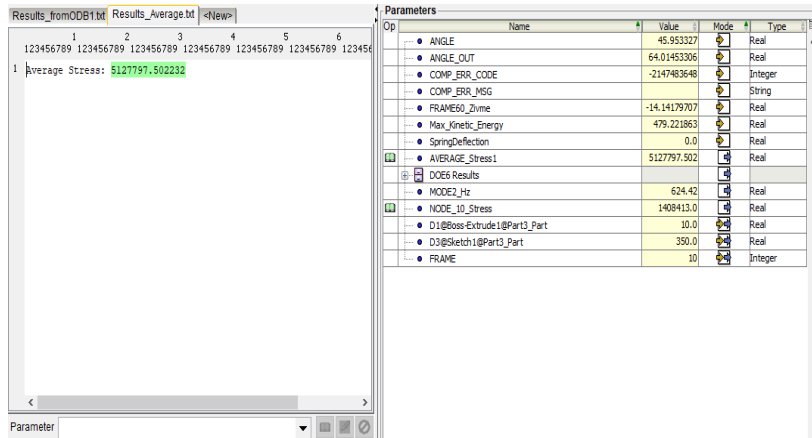 Results_fromODB1.txt Results_Average.txt <New>
1 2 3 4 5 6
123456789 123456789 123456789 123456789 123456789 123456789 123456
1 Average Stress: 5127797.502232
Parameter
Parameters
Op Name Value Mode Type
ANGLE 45.953327 Real
ANGLE_OUT 64.01453306 Real
COMP_ERR_CODE -2147483648 Integer
COMP_ERR_MSG String
FRAME60_Zivme -14.14179707 Real
Max_Kinetic_Energy 479.221863 Real
SpringDeflection 0.0 Real
AVERAGE_Stress1 5127797.502 Real
DOE6 Results
MODE2_Hz 624.42 Real
NODE_10_Stress 1408413.0 Real
D1@Boss-Extrude1@Part3_Part 10.0 Real
D3@Sketch1@Part3_Part 350.0 Real
FRAME 10 Integer